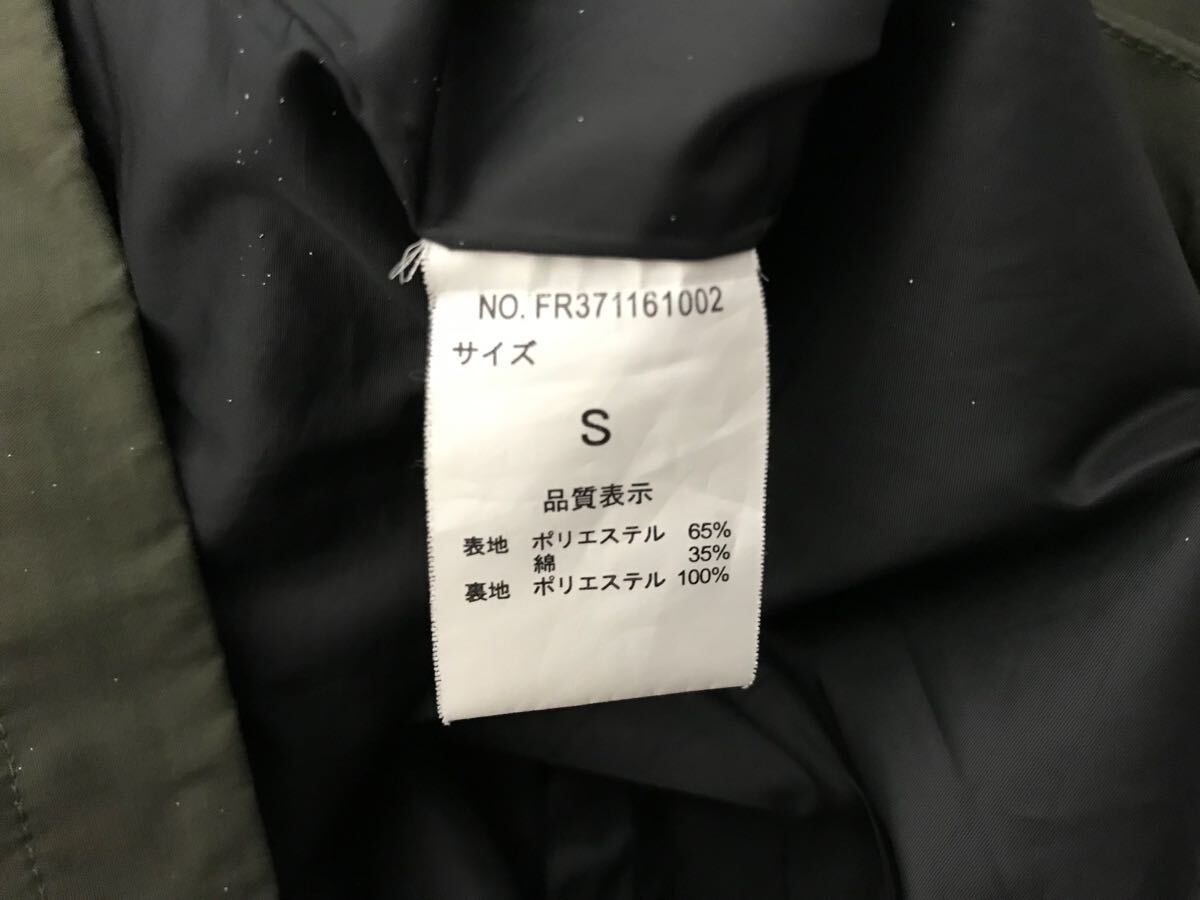 NO. FR371161002
サイズ
S
品質表示
表地 ポリエステル 65%
綿 35%
裏地 ポリエステル 100%